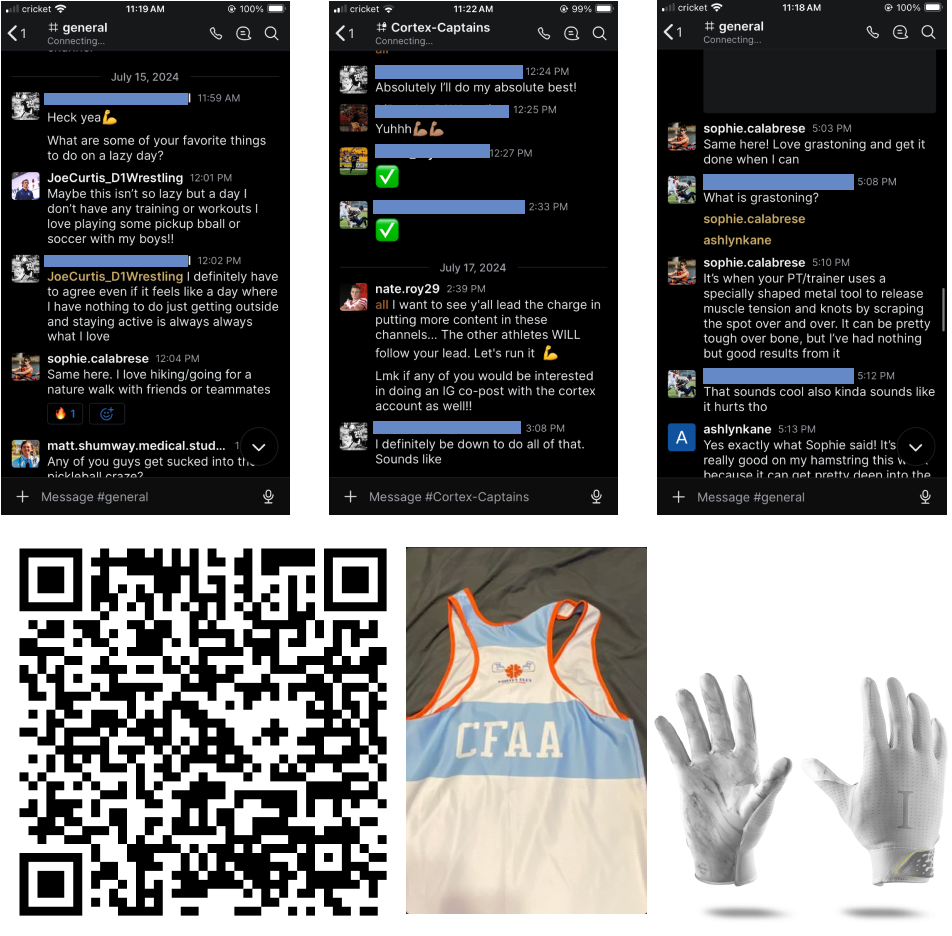 cricket 11:19 AM 100%
1 # general
Connecting...
July 15, 2024
11:59 AM
Heck yea💪
What are some of your favorite things
to do on a lazy day?
JoeCurtis_D1Wrestling 12:01 PM
Maybe this isn't so lazy but a day I
don't have any training or workouts I
love playing some pickup bball or
soccer with my boys!!
12:02 PM
JoeCurtis_D1Wrestling I definitely have
to agree even if it feels like a day where
I have nothing to do just getting outside
and staying active is always always
what I love
sophie.calabrese 12:04 PM
Same here. I love hiking/going for a
nature walk with friends or teammates
🔥 1
matt.shumway.medical.stud... 1
Any of you guys get sucked into the
pickleball craze?
Message #general
cricket 11:22 AM 99%
1 Cortex-Captains
Connecting...
all
12:24 PM
Absolutely I'll do my absolute best!
12:25 PM
Yuhhh💪🏽💪🏽
12:27 PM
✅
2:33 PM
✅
July 17, 2024
nate.roy29 2:39 PM
all I want to see y'all lead the charge in
putting more content in these
channels... The other athletes WILL
follow your lead. Let's run it 💪
Lmk if any of you would be interested
in doing an IG co-post with the cortex
account as well!!
3:08 PM
I definitely be down to do all of that.
Sounds like
Message #Cortex-Captains
cricket 11:18 AM 100%
1 # general
Connecting...
sophie.calabrese 5:03 PM
Same here! Love grastoning and get it
done when I can
5:08 PM
What is grastoning?
sophie.calabrese
ashlynkane
sophie.calabrese 5:10 PM
It's when your PT/trainer uses a
specially shaped metal tool to release
muscle tension and knots by scraping
the spot over and over. It can be pretty
tough over bone, but I've had nothing
but good results from it
5:12 PM
That sounds cool also kinda sounds like
it hurts tho
A
ashlynkane 5:13 PM
Yes exactly what Sophie said! It's
really good on my hamstring this
because it can get pretty deep into the
Message #general
CFAA
I